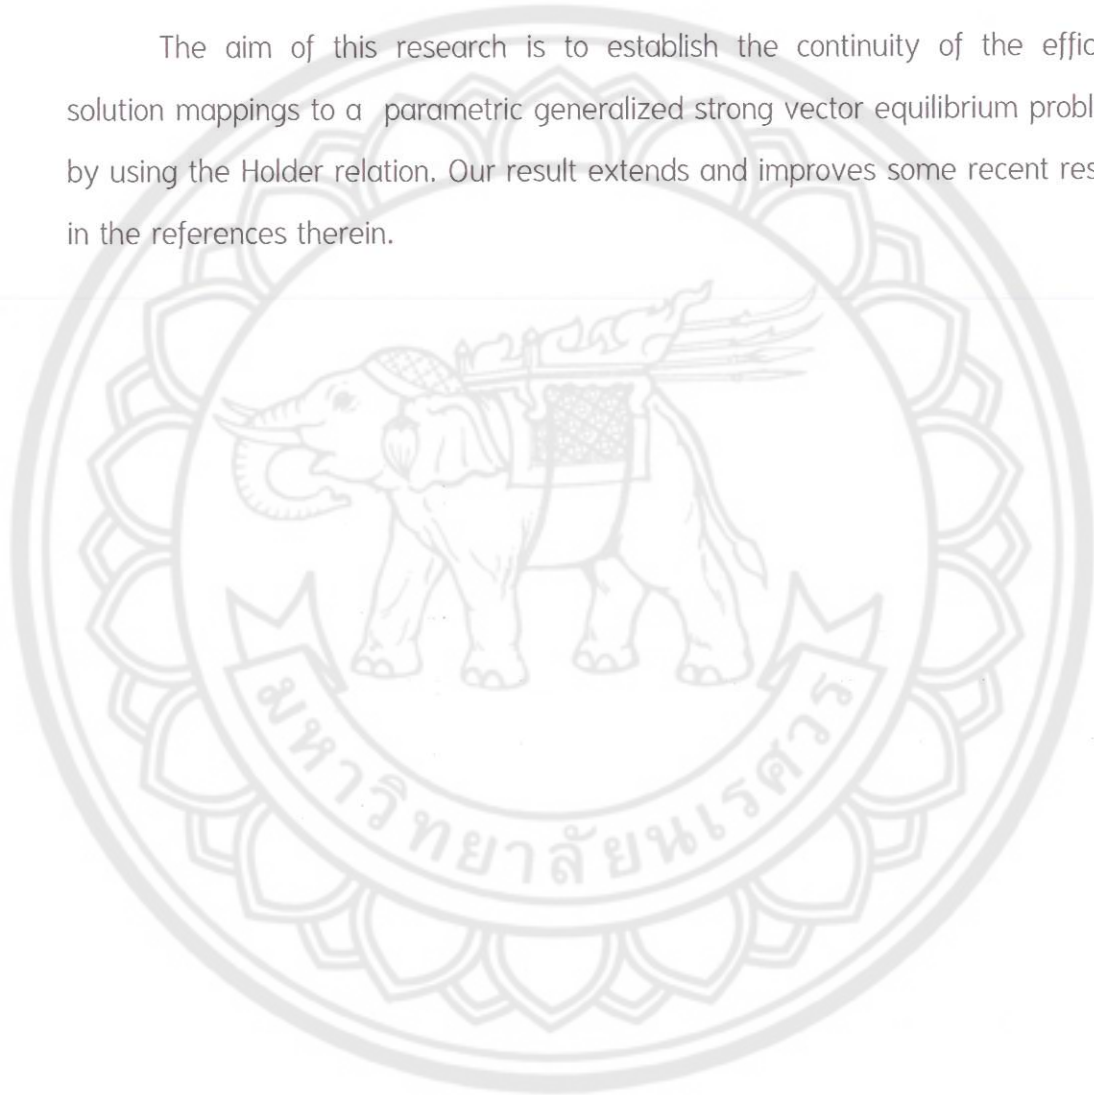 The aim of this research is to establish the continuity of the effic
solution mappings to a parametric generalized strong vector equilibrium probl
by using the Holder relation. Our result extends and improves some recent res
in the references therein.
มหาวิทยาลัยนเรศวร